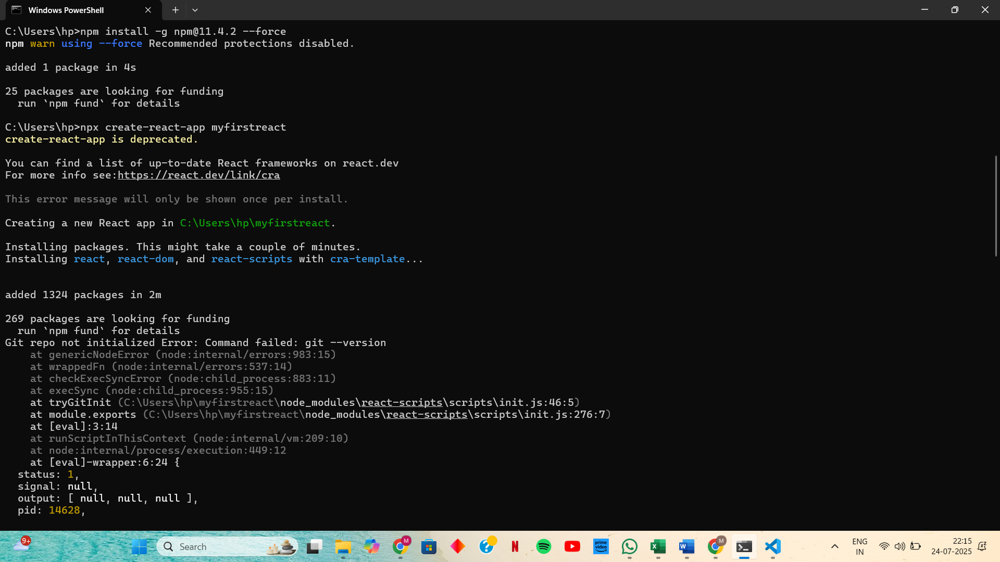 Windows PowerShell
C:\Users\hp>npm install -g npm@11.4.2 --force
npm warn using --force Recommended protections disabled.
added 1 package in 4s
25 packages are looking for funding
  run `npm fund` for details
C:\Users\hp>npx create-react-app myfirstreact
create-react-app is deprecated.
You can find a list of up-to-date React frameworks on react.dev
For more info see:https://react.dev/link/cra
This error message will only be shown once per install.
Creating a new React app in C:\Users\hp\myfirstreact.
Installing packages. This might take a couple of minutes.
Installing react, react-dom, and react-scripts with cra-template...
added 1324 packages in 2m
269 packages are looking for funding
  run `npm fund` for details
Git repo not initialized Error: Command failed: git --version
    at genericNodeError (node:internal/errors:983:15)
    at wrappedFn (node:internal/errors:537:14)
    at checkExecSyncError (node:child_process:883:11)
    at execSync (node:child_process:955:15)
    at tryGitInit (C:\Users\hp\myfirstreact\node_modules\react-scripts\scripts\init.js:46:5)
    at module.exports (C:\Users\hp\myfirstreact\node_modules\react-scripts\scripts\init.js:276:7)
    at [eval]:3:14
    at runScriptInThisContext (node:internal/vm:209:10)
    at node:internal/process/execution:449:12
    at [eval]-wrapper:6:24 {
  status: 1,
  signal: null,
  output: [ null, null, null ],
  pid: 14628,
9+
Search
M
N
prime video
X
W
M
ENG
IN
22:15
24-07-2025